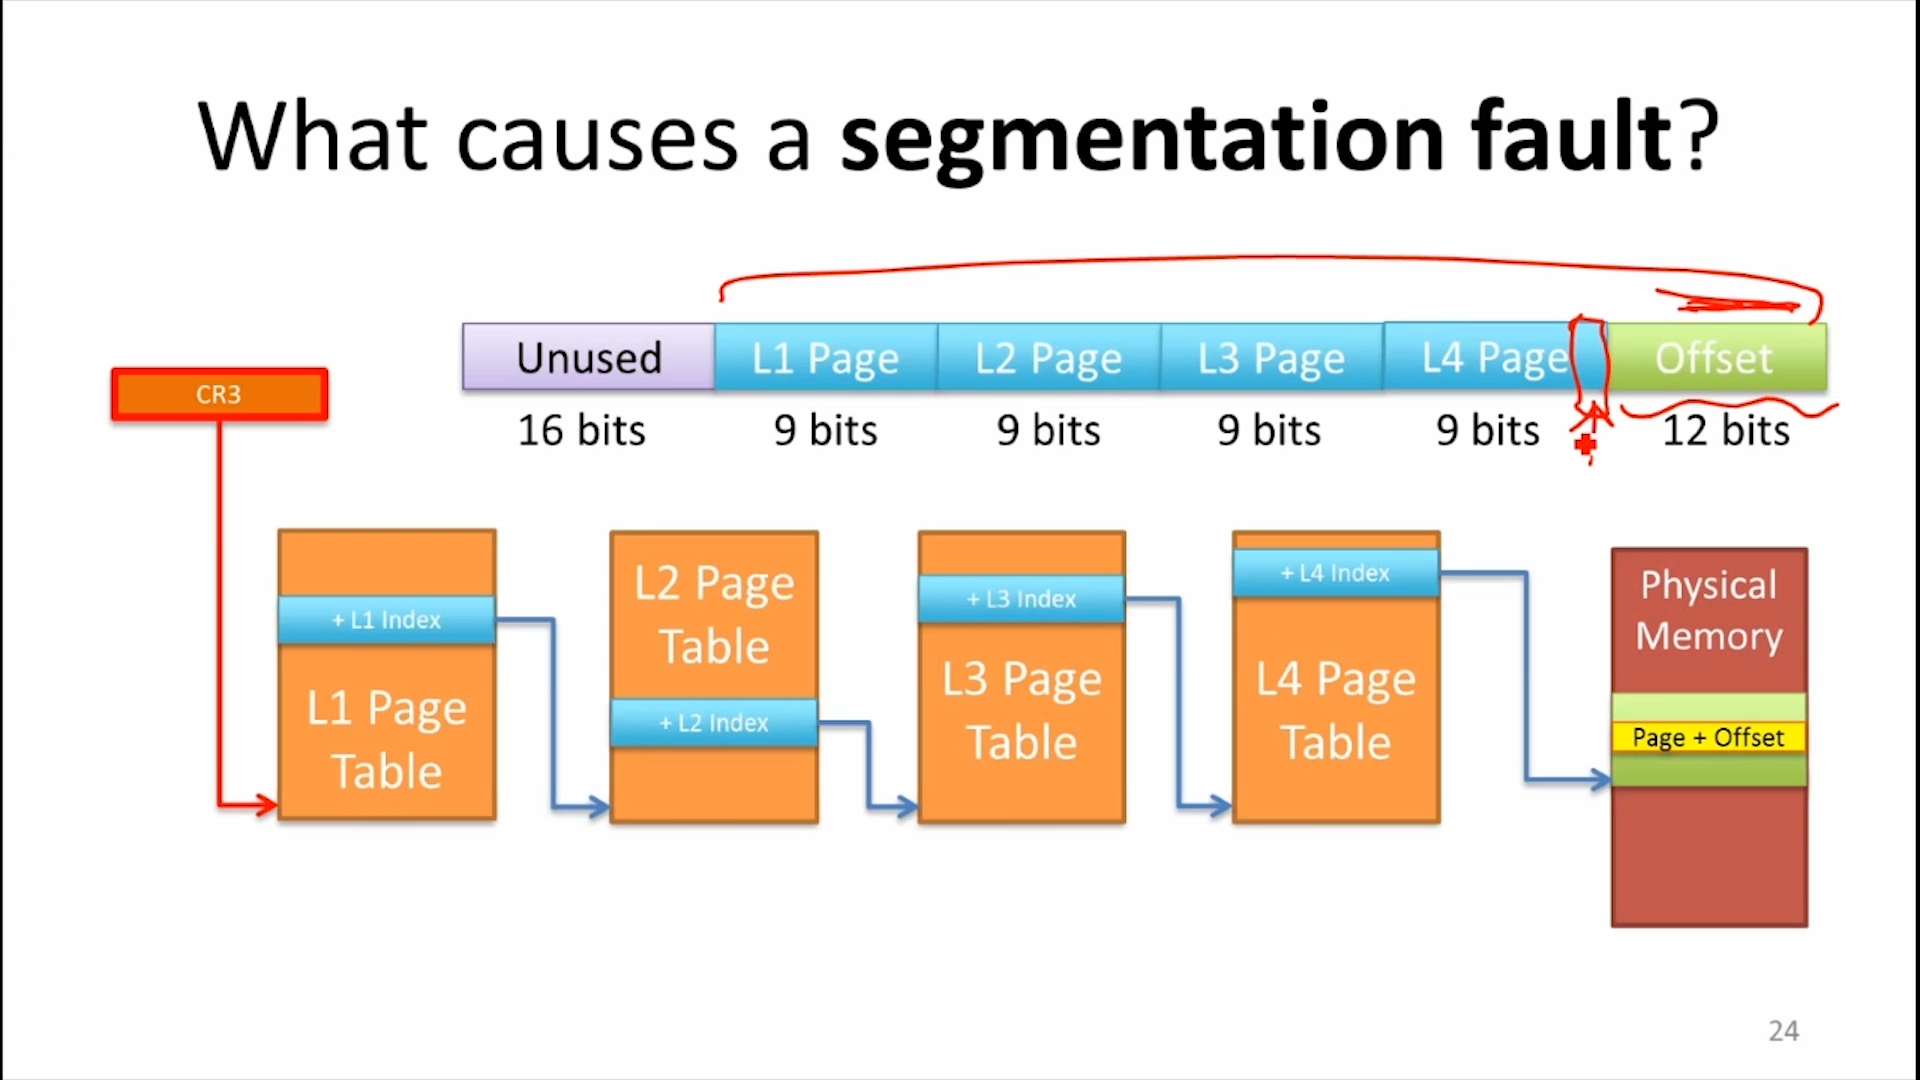 What causes a segmentation fault?
Unused L1 Page L2 Page L3 Page L4 Page Offset
16 bits 9 bits 9 bits 9 bits 9 bits 12 bits
CR3
+ L1 Index
L1 Page
Table
L2 Page
Table
+ L2 Index
+ L3 Index
L3 Page
Table
+ L4 Index
L4 Page
Table
Physical
Memory
Page + Offset
24